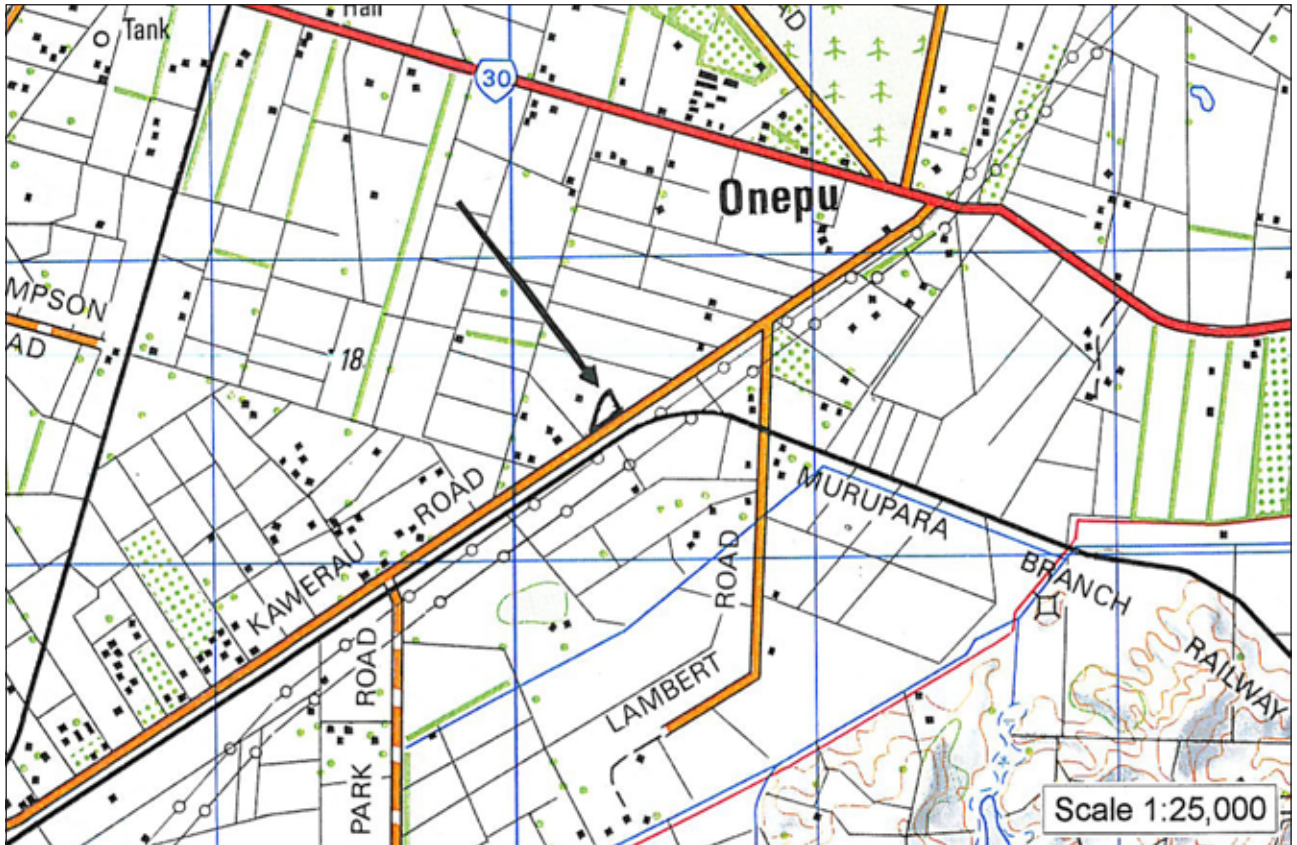 Tank
Hall
AD
30
Onepu
MPSON
AD
18
KAWERAU ROAD
MURUPARA BRANCH RAILWAY
ROAD
LAMBERT
PARK ROAD
Scale 1:25,000